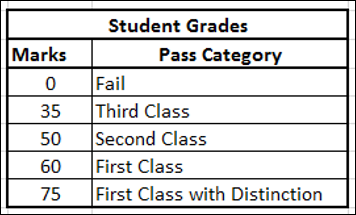 Student Grades
Marks Pass Category
0 Fail
35 Third Class
50 Second Class
60 First Class
75 First Class with Distinction